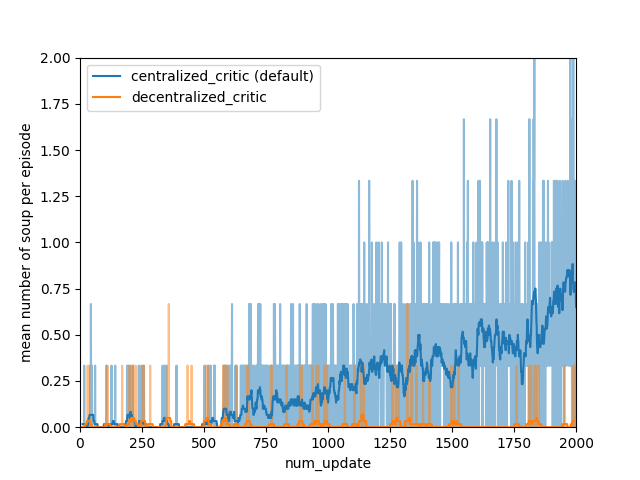 2.00
1.75
1.50
1.25
1.00
0.75
0.50
0.25
0.00
mean number of soup per episode
centralized_critic (default)
decentralized_critic
0 250 500 750 1000 1250 1500 1750 2000
num_update